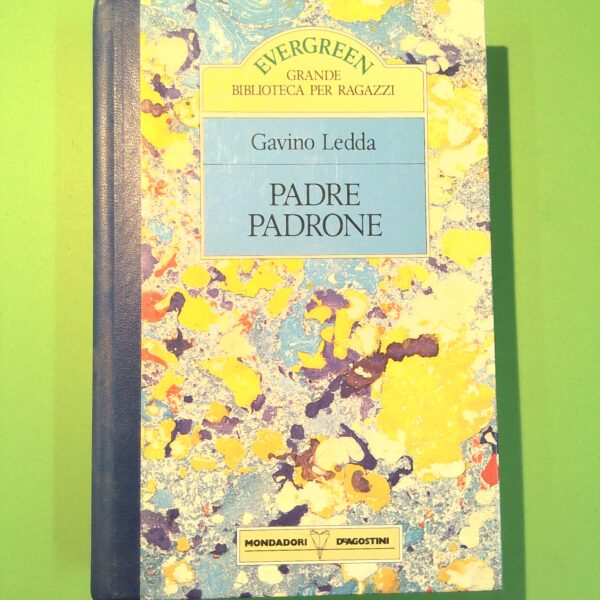 EVERGREEN
GRANDE
BIBLIOTECA PER RAGAZZI
Gavino Ledda
PADRE
PADRONE
MONDADORI DEAGOSTINI